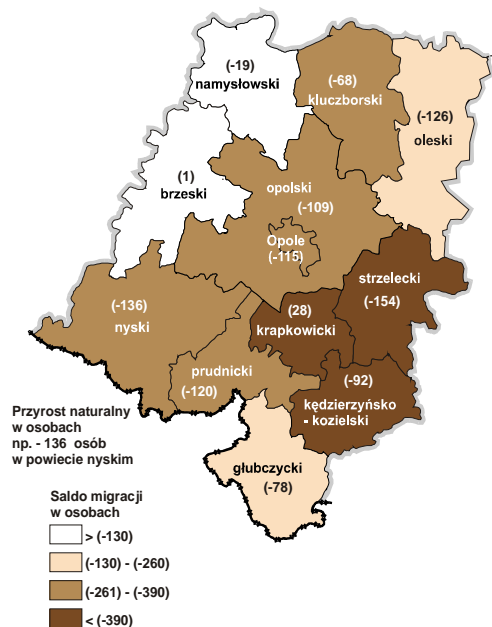 (-19)
namysłowski
(-68)
kluczborski
(-126)
oleski
(1)
brzeski
opolski
(-109)
Opole
(-115)
strzelecki
(-154)
(-136)
nyski
(28)
krapkowicki
prudnicki
(-120)
(-92)
kędzierzyńsko
- kozielski
głubczycki
(-78)
Przyrost naturalny
w osobach
np. - 136 osób
w powiecie nyskim
Saldo migracji
w osobach
> (-130)
(-130) - (-260)
(-261) - (-390)
< (-390)